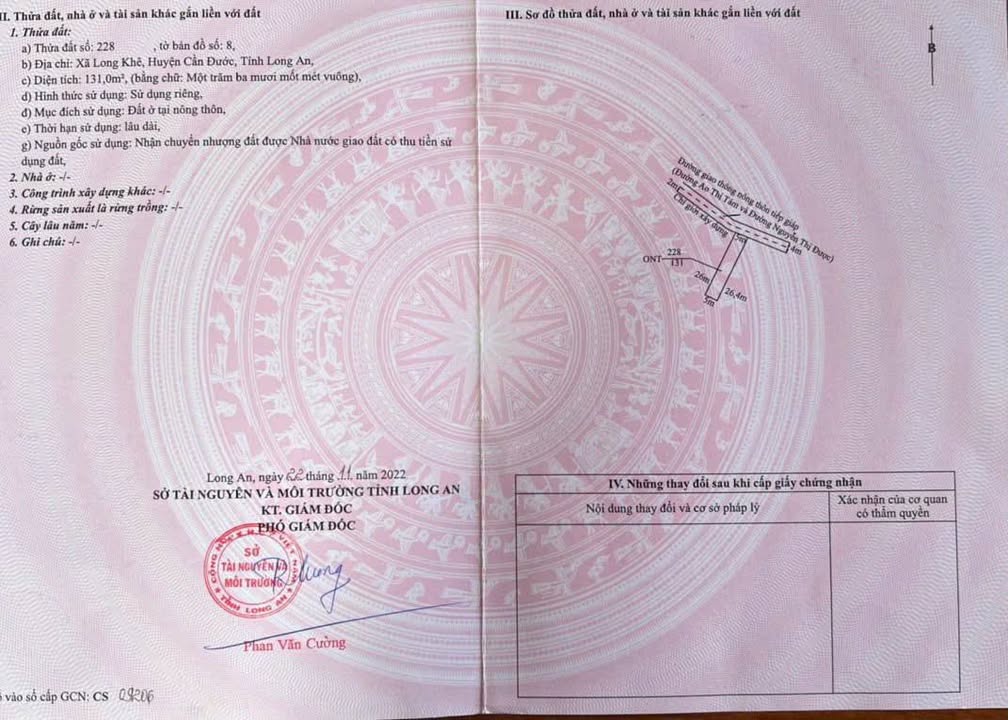 II. Thửa đất, nhà ở và tài sản khác gắn liền với đất
1. Thửa đất:
a) Thửa đất số: 228 , tờ bản đồ số: 8,
b) Địa chỉ: Xã Long Khê, Huyện Cần Đước, Tỉnh Long An,
c) Diện tích: 131,0m², (bằng chữ: Một trăm ba mươi mốt mét vuông),
d) Hình thức sử dụng: Sử dụng riêng,
đ) Mục đích sử dụng: Đất ở tại nông thôn,
e) Thời hạn sử dụng: lâu dài,
g) Nguồn gốc sử dụng: Nhận chuyển nhượng đất được Nhà nước giao đất có thu tiền sử
dụng đất,
2. Nhà ở: -/-
3. Công trình xây dựng khác: -/-
4. Rừng sản xuất là rừng trồng: -/-
5. Cây lâu năm: -/-
6. Ghi chú: -/-
Long An, ngày 22 tháng 11 năm 2022
SỞ TÀI NGUYÊN VÀ MÔI TRƯỜNG TỈNH LONG AN
KT. GIÁM ĐỐC
PHÓ GIÁM ĐỐC
SỞ
TÀI NGUYÊN VÀ
MÔI TRƯỜNG
TỈNH LONG AN
Phan Văn Cường
vào sổ cấp GCN: CS
III. Sơ đồ thửa đất, nhà ở và tài sản khác gắn liền với đất
B
Đường giao thông nông thôn tiếp giáp
(Đường An Thị Tám và Đường Nguyễn Thị Được)
2m
Chỉ giới xây dựng
4m
5m
ONT 228
131
26m
26,4m
5m
IV. Những thay đổi sau khi cấp giấy chứng nhận
Nội dung thay đổi và cơ sở pháp lý
Xác nhận của cơ quan
có thẩm quyền